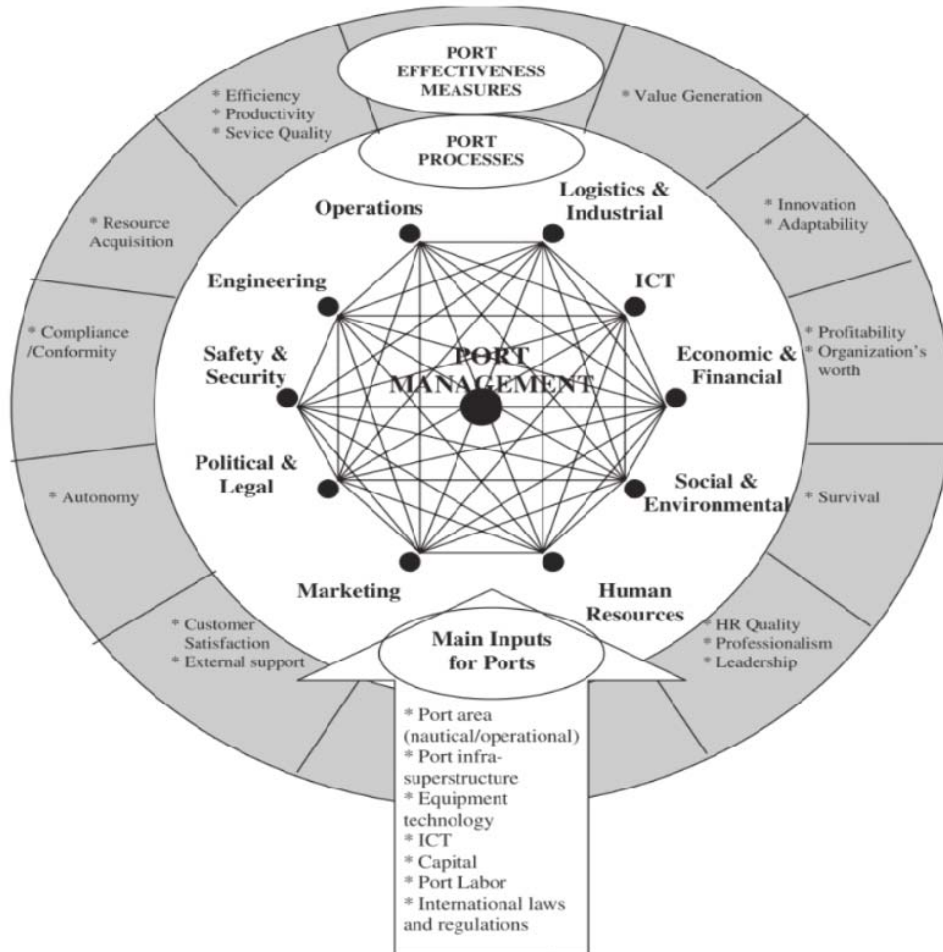 PORT
EFFECTIVENESS
MEASURES
* Efficiency
* Productivity
* Sevice Quality
* Value Generation
PORT
PROCESSES
Operations
Logistics &
Industrial
* Resource
Acquisition
* Innovation
* Adaptability
Engineering
ICT
* Compliance
/Conformity
Safety &
Security
PORT
MANAGEMENT
Economic &
Financial
* Profitability
* Organization's
worth
* Autonomy
Political &
Legal
Social &
Environmental
* Survival
Marketing
Human
Resources
* Customer
Satisfaction
* External support
* HR Quality
* Professionalism
* Leadership
Main Inputs
for Ports
* Port area
(nautical/operational)
* Port infra-
superstructure
* Equipment
technology
* ICT
* Capital
* Port Labor
* International laws
and regulations